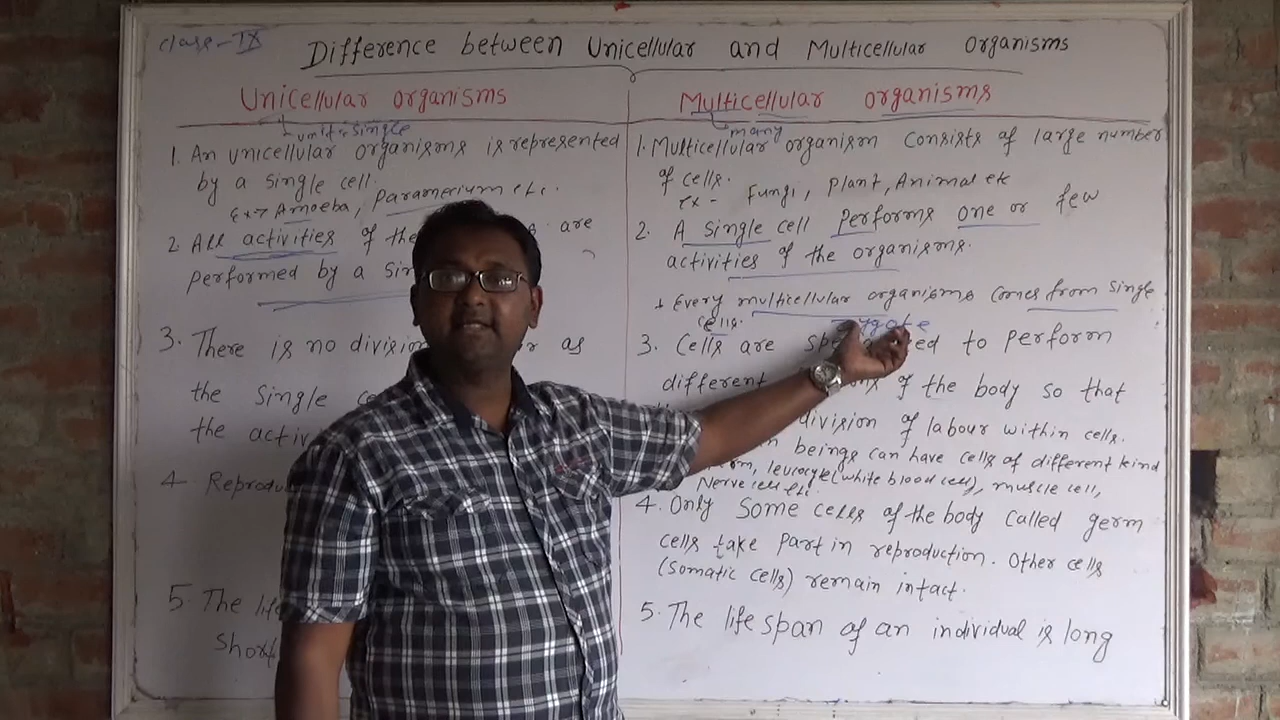 class-IX
Difference between Unicellular and Multicellular organisms
Unicellular organisms
unit = single
1. An unicellular organisms is represented
by a single cell.
Ex→ Amoeba, Paramecium etc.
2. All activities of the are
performed by a
3. There is no division as
the single
the
4
5. The
short
Multicellular organisms
many
1. Multicellular organism consists of large number
of cells.
Ex - Fungi, Plant, Animal etc
2. A single cell performs one or few
activities of the organisms.
+ Every multicellular organisms comes from single
cells. zygote
3. Cells are to perform
different of the body so that
division of labour within cells.
beings can have cells of different kind
leucocyte (white blood cell), muscle cell,
Nerve cell etc.
4. Only some cells of the body called germ
cells take part in reproduction. Other cells
(somatic cells) remain intact.
5. The life span of an individual is long